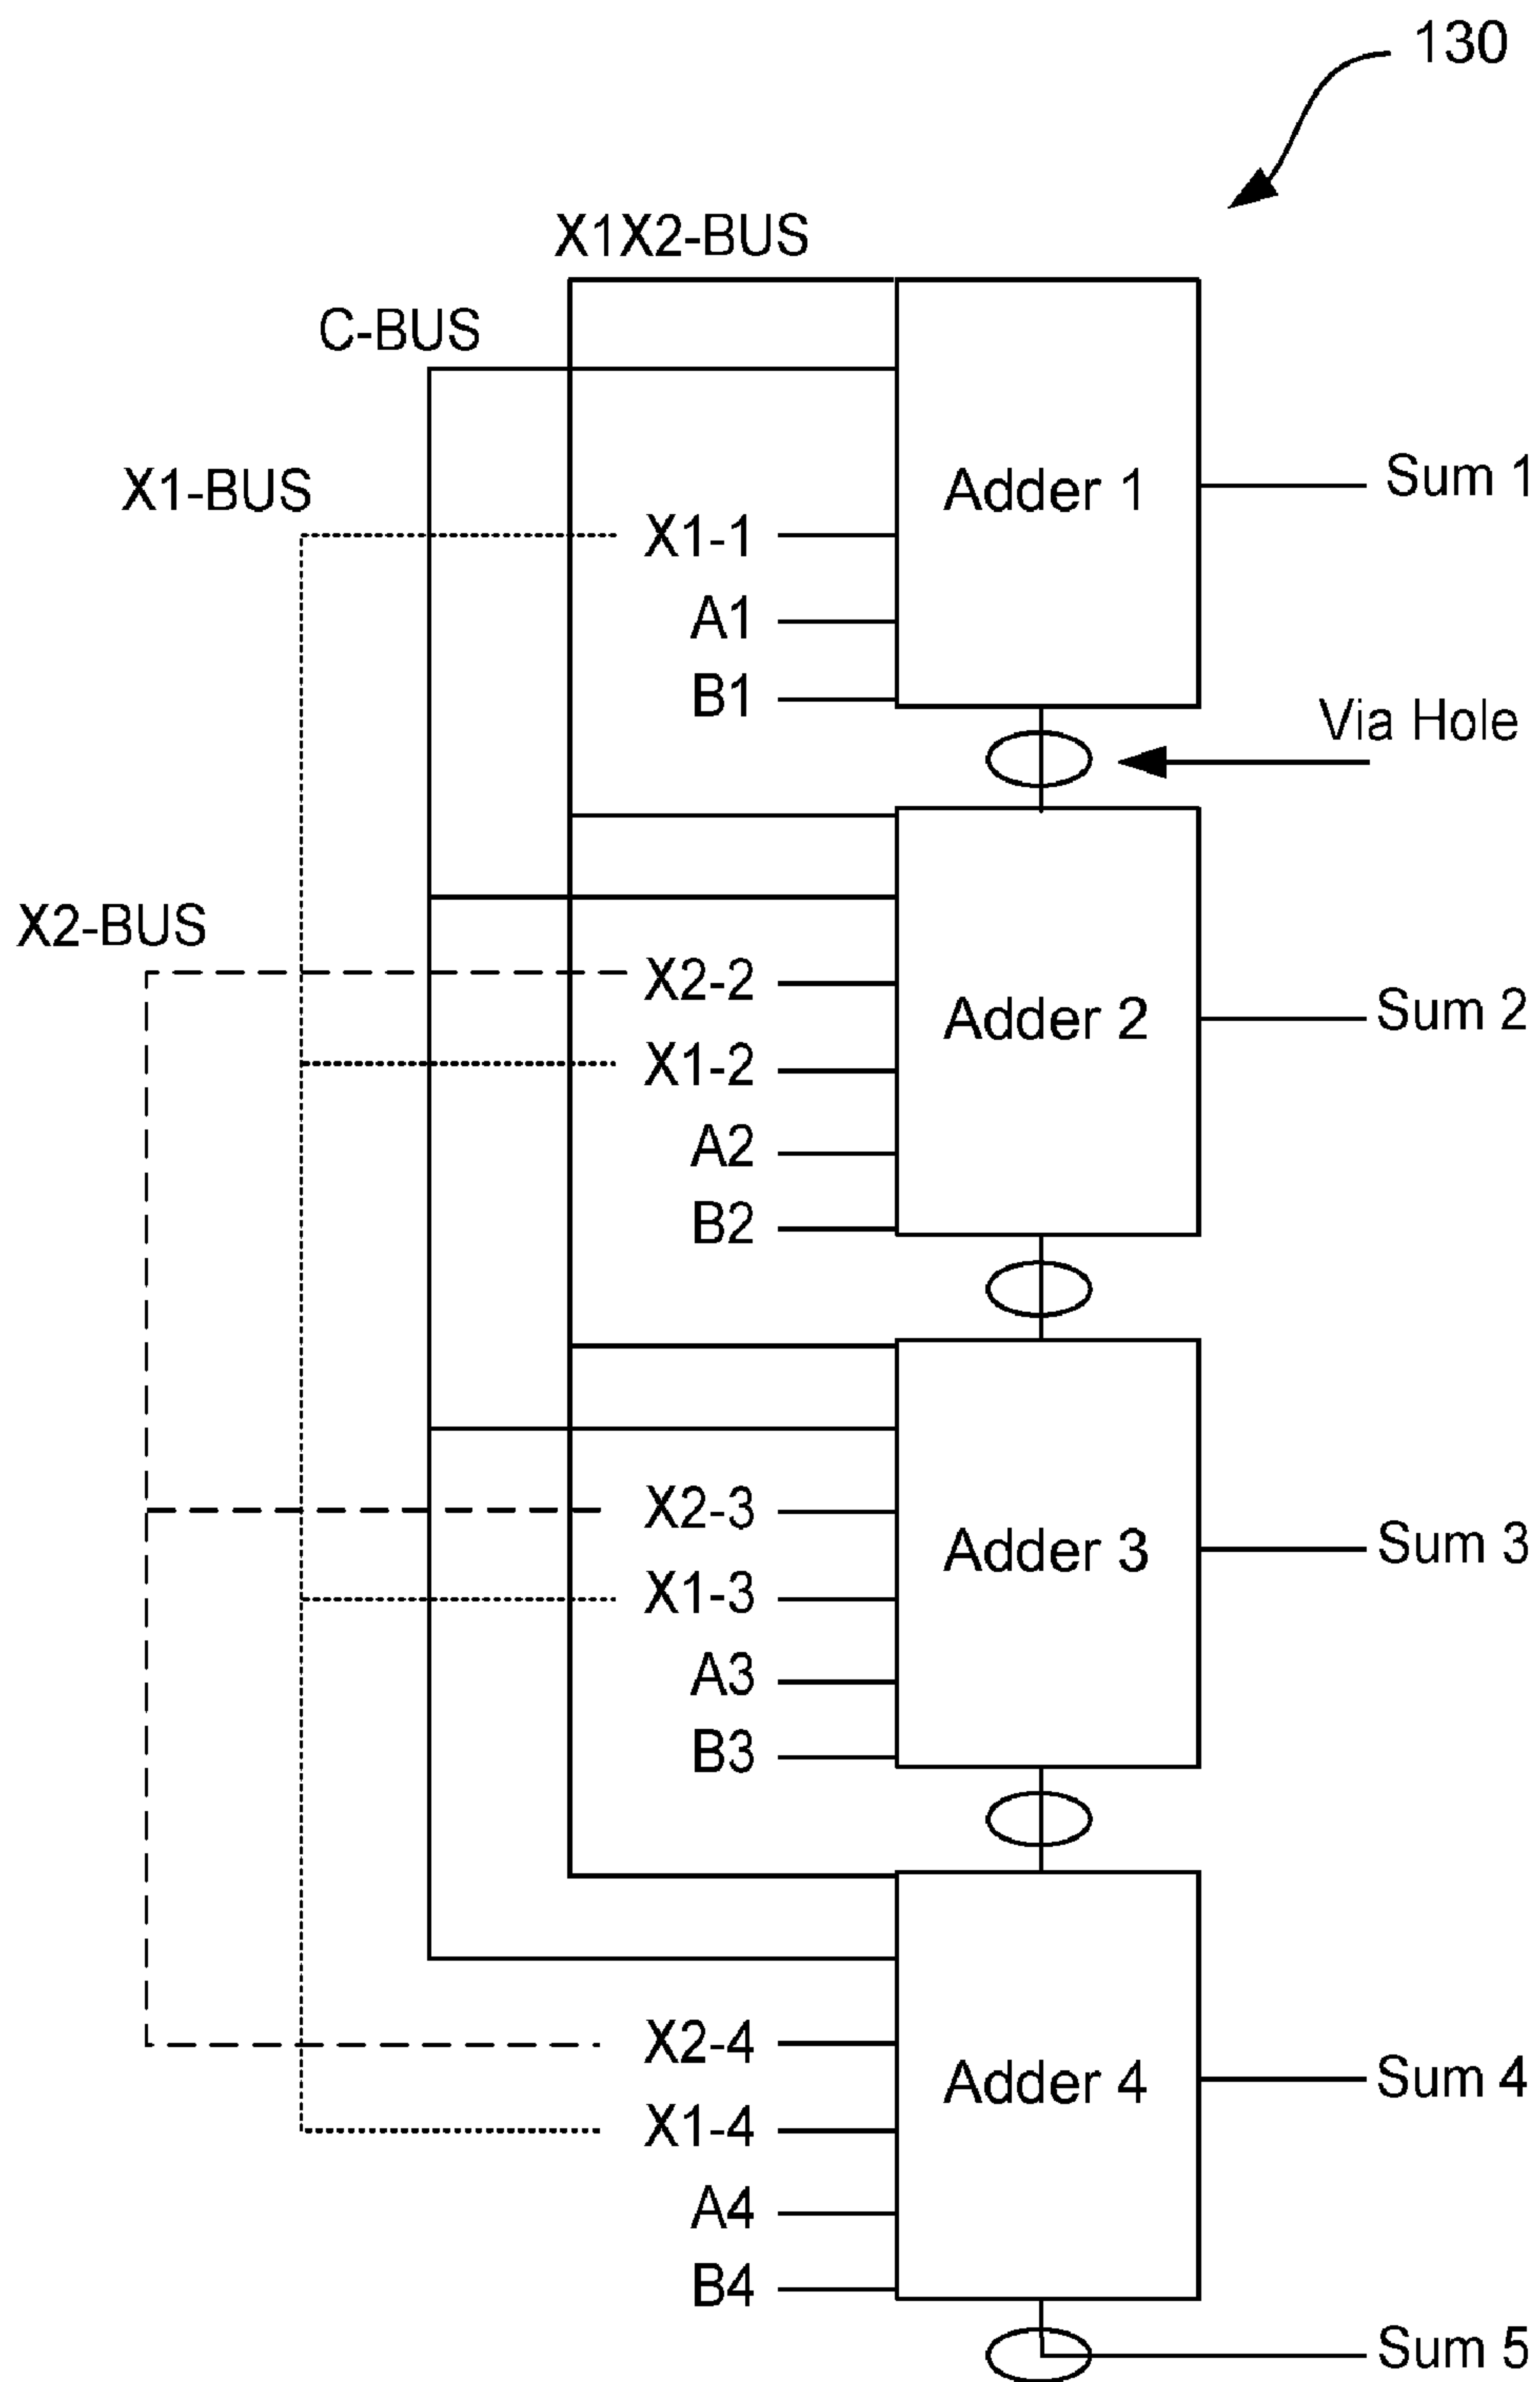 130
X1X2-BUS
C-BUS
X1-BUS
Adder 1
Sum 1
X1-1
A1
B1
Via Hole
X2-BUS
X2-2
Adder 2
Sum 2
X1-2
A2
B2
X2-3
Adder 3
Sum 3
X1-3
A3
B3
X2-4
Adder 4
Sum 4
X1-4
A4
B4
Sum 5